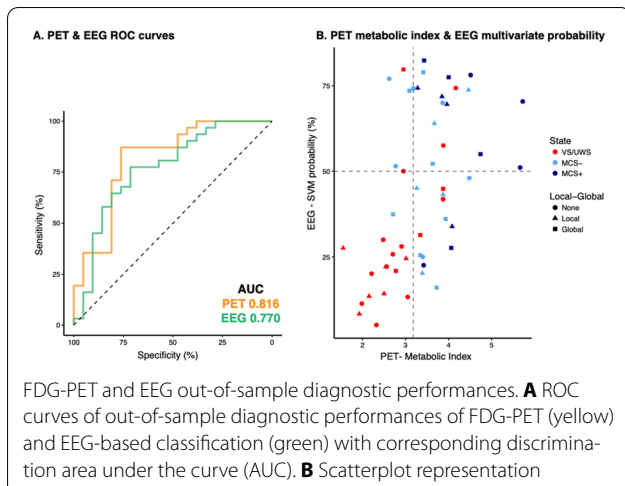 A. PET & EEG ROC curves
100
75
50
25
0
Sensitivity (%)
100
75
50
25
0
Specificity (%)
AUC
PET 0.816
EEG 0.770
B. PET metabolic index & EEG multivariate probability
75
50
25
EEG - SVM probability (%)
2
3
4
5
PET- Metabolic Index
State
VS/UWS
MCS-
MCS+
Local-Global
None
Local
Global
FDG-PET and EEG out-of-sample diagnostic performances. A ROC
curves of out-of-sample diagnostic performances of FDG-PET (yellow)
and EEG-based classification (green) with corresponding discrimina-
tion area under the curve (AUC). B Scatterplot representation